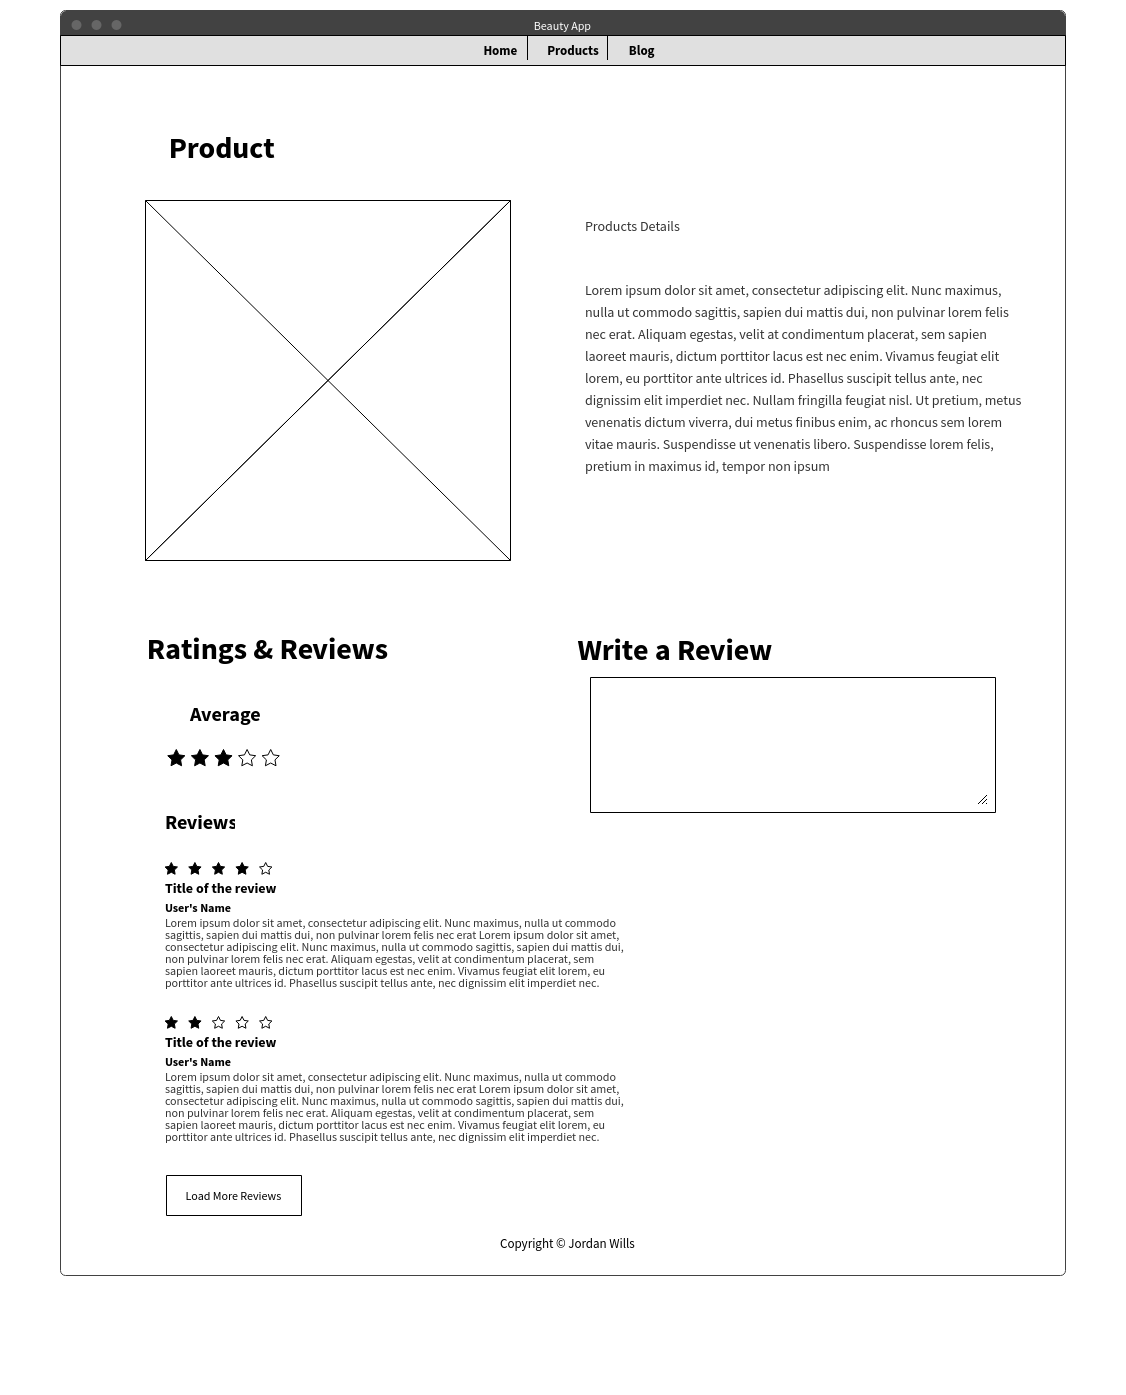 Beauty App
Home Products Blog
Product
Products Details
Lorem ipsum dolor sit amet, consectetur adipiscing elit. Nunc maximus,
nulla ut commodo sagittis, sapien dui mattis dui, non pulvinar lorem felis
nec erat. Aliquam egestas, velit at condimentum placerat, sem sapien
laoreet mauris, dictum porttitor lacus est nec enim. Vivamus feugiat elit
lorem, eu porttitor ante ultrices id. Phasellus suscipit tellus ante, nec
dignissim elit imperdiet nec. Nullam fringilla feugiat nisl. Ut pretium, metus
venenatis dictum viverra, dui metus finibus enim, ac rhoncus sem lorem
vitae mauris. Suspendisse ut venenatis libero. Suspendisse lorem felis,
pretium in maximus id, tempor non ipsum
Ratings & Reviews
Average
Reviews
Title of the review
User's Name
Lorem ipsum dolor sit amet, consectetur adipiscing elit. Nunc maximus, nulla ut commodo
sagittis, sapien dui mattis dui, non pulvinar lorem felis nec erat Lorem ipsum dolor sit amet,
consectetur adipiscing elit. Nunc maximus, nulla ut commodo sagittis, sapien dui mattis dui,
non pulvinar lorem felis nec erat. Aliquam egestas, velit at condimentum placerat, sem
sapien laoreet mauris, dictum porttitor lacus est nec enim. Vivamus feugiat elit lorem, eu
porttitor ante ultrices id. Phasellus suscipit tellus ante, nec dignissim elit imperdiet nec.
Title of the review
User's Name
Lorem ipsum dolor sit amet, consectetur adipiscing elit. Nunc maximus, nulla ut commodo
sagittis, sapien dui mattis dui, non pulvinar lorem felis nec erat Lorem ipsum dolor sit amet,
consectetur adipiscing elit. Nunc maximus, nulla ut commodo sagittis, sapien dui mattis dui,
non pulvinar lorem felis nec erat. Aliquam egestas, velit at condimentum placerat, sem
sapien laoreet mauris, dictum porttitor lacus est nec enim. Vivamus feugiat elit lorem, eu
porttitor ante ultrices id. Phasellus suscipit tellus ante, nec dignissim elit imperdiet nec.
Load More Reviews
Write a Review
Copyright © Jordan Wills